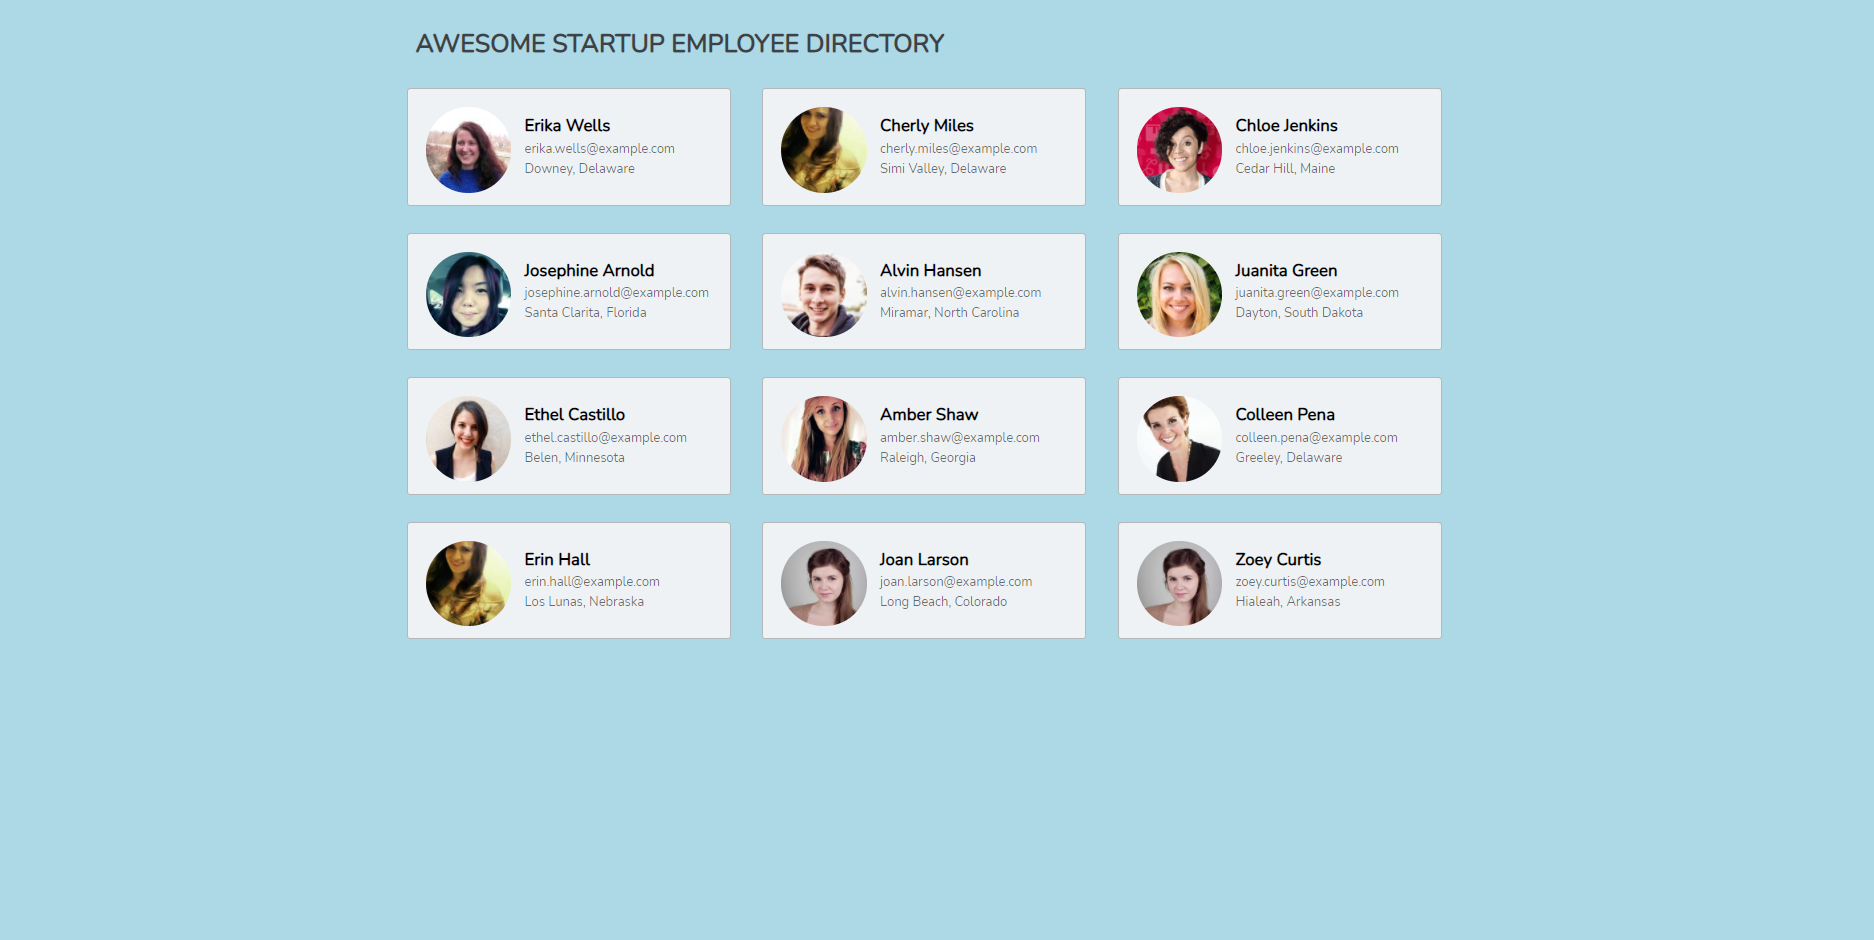 AWESOME STARTUP EMPLOYEE DIRECTORY
Erika Wells
erika.wells@example.com
Downey, Delaware
Cherly Miles
cherly.miles@example.com
Simi Valley, Delaware
Chloe Jenkins
chloe.jenkins@example.com
Cedar Hill, Maine
Josephine Arnold
josephine.arnold@example.com
Santa Clarita, Florida
Alvin Hansen
alvin.hansen@example.com
Miramar, North Carolina
Juanita Green
juanita.green@example.com
Dayton, South Dakota
Ethel Castillo
ethel.castillo@example.com
Belen, Minnesota
Amber Shaw
amber.shaw@example.com
Raleigh, Georgia
Colleen Pena
colleen.pena@example.com
Greeley, Delaware
Erin Hall
erin.hall@example.com
Los Lunas, Nebraska
Joan Larson
joan.larson@example.com
Long Beach, Colorado
Zoey Curtis
zoey.curtis@example.com
Hialeah, Arkansas